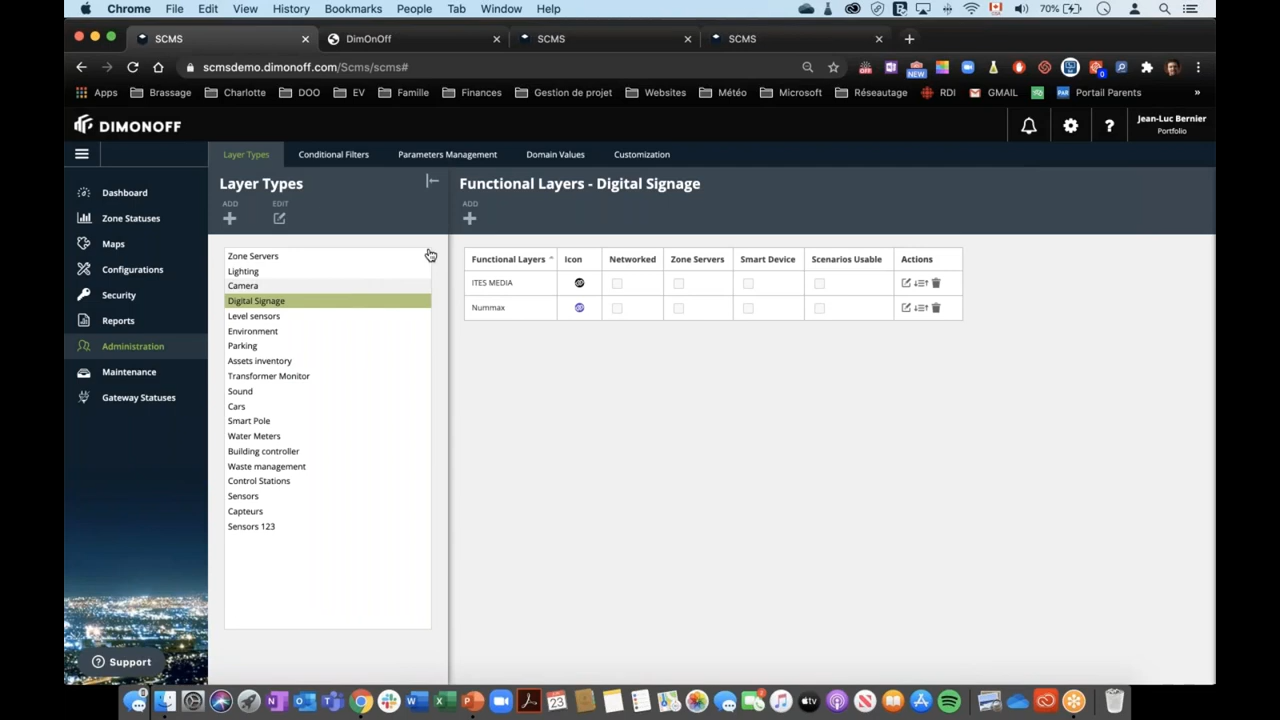 Chrome File Edit View History Bookmarks People Tab Window Help 70%
SCMS DimOnOff SCMS SCMS
scmsdemo.dimonoff.com/Scms/scms#
Apps Brassage Charlotte DOO EV Famille Finances Gestion de projet Websites Météo Microsoft Réseautage RDI GMAIL Portail Parents »
DIMONOFF
Jean-Luc Bernier
Portfolio
Layer Types Conditional Filters Parameters Management Domain Values Customization
Dashboard
Zone Statuses
Maps
Configurations
Security
Reports
Administration
Maintenance
Gateway Statuses
Support
Layer Types
ADD EDIT
Zone Servers
Lighting
Camera
Digital Signage
Level sensors
Environment
Parking
Assets inventory
Transformer Monitor
Sound
Cars
Smart Pole
Water Meters
Building controller
Waste management
Control Stations
Sensors
Capteurs
Sensors 123
Functional Layers - Digital Signage
ADD
Functional Layers Icon Networked Zone Servers Smart Device Scenarios Usable Actions
ITES MEDIA
Nummax